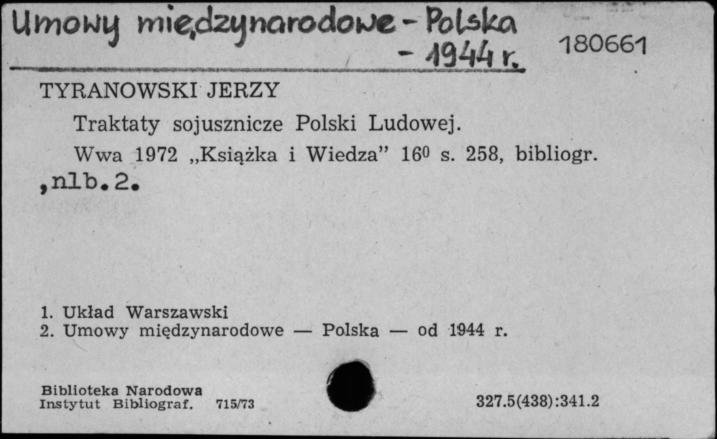 Umowy międzynarodowe - Polska
- 1944 r.
180661
TYRANOWSKI JERZY
Traktaty sojusznicze Polski Ludowej.
Wwa 1972 „Książka i Wiedza” 16⁰ s. 258, bibliogr.
,nlb.2.
1. Układ Warszawski
2. Umowy międzynarodowe — Polska — od 1944 r.
Biblioteka Narodowa
Instytut Bibliograf. 715/73
327.5(438):341.2